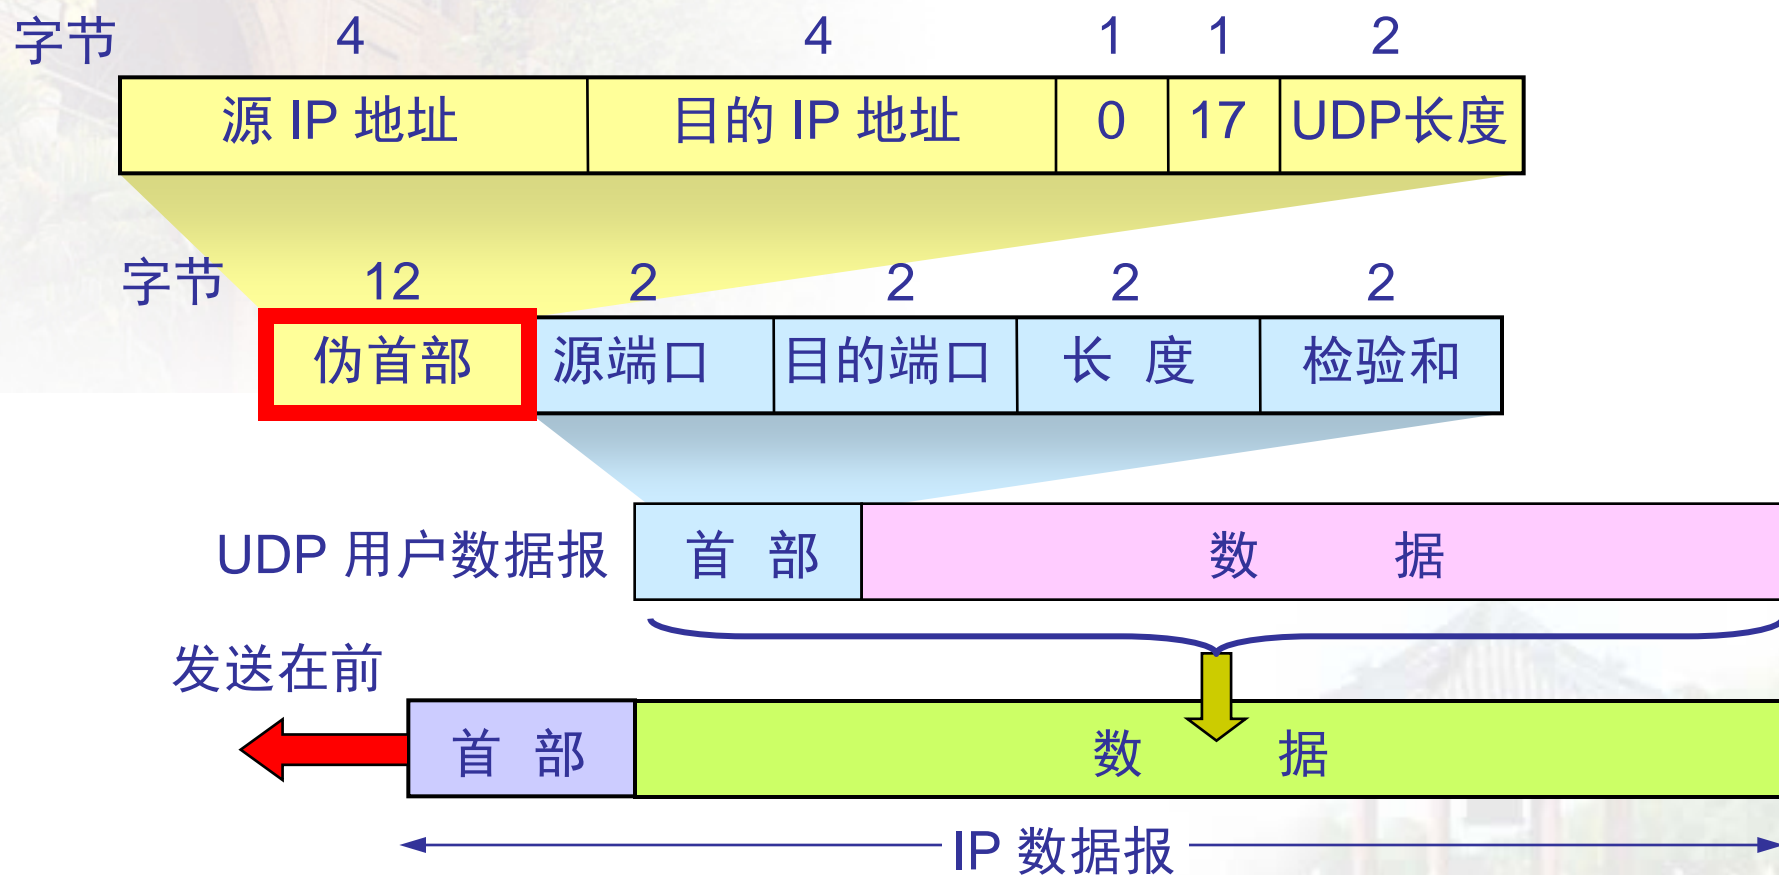 字节 4 4 1 1 2
源 IP 地址 目的 IP 地址 0 17 UDP长度
字节 12 2 2 2 2
伪首部 源端口 目的端口 长 度 检验和
UDP 用户数据报 首 部 数 据
发送在前
首 部 数 据
IP 数据报